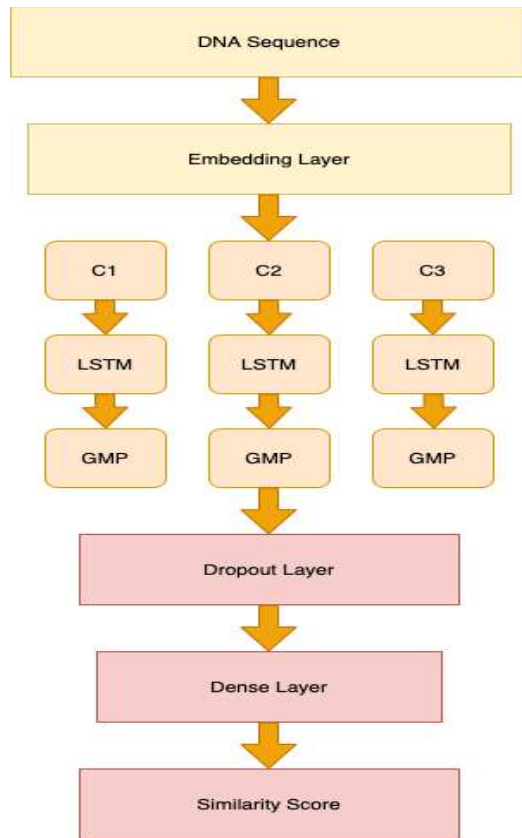 DNA Sequence
Embedding Layer
C1 C2 C3
LSTM LSTM LSTM
GMP GMP GMP
Dropout Layer
Dense Layer
Similarity Score